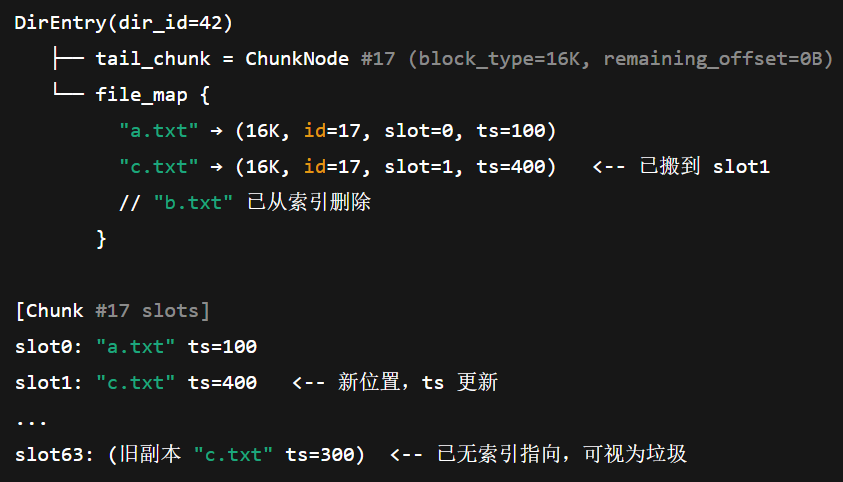 DirEntry(dir_id=42)
├── tail_chunk = ChunkNode #17 (block_type=16K, remaining_offset=0B)
└── file_map {
"a.txt" → (16K, id=17, slot=0, ts=100)
"c.txt" → (16K, id=17, slot=1, ts=400) <-- 已搬到 slot1
// "b.txt" 已从索引删除
}
[Chunk #17 slots]
slot0: "a.txt" ts=100
slot1: "c.txt" ts=400 <-- 新位置，ts 更新
...
slot63: (旧副本 "c.txt" ts=300) <-- 已无索引指向，可视为垃圾